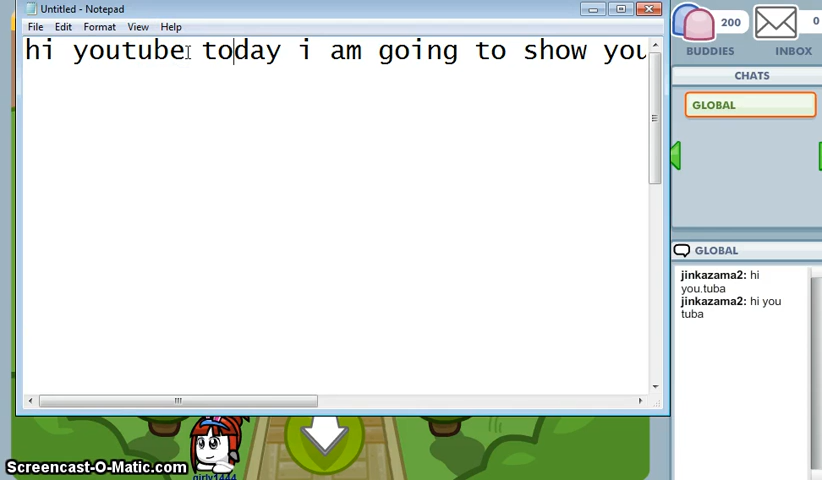 Untitled - Notepad
File Edit Format View Help
hi youtube today i am going to show you
200
0
BUDDIES INBOX
CHATS
GLOBAL
GLOBAL
jinkazama2: hi
you.tuba
jinkazama2: hi you
tuba
Screencast-O-Matic.com
girly1444